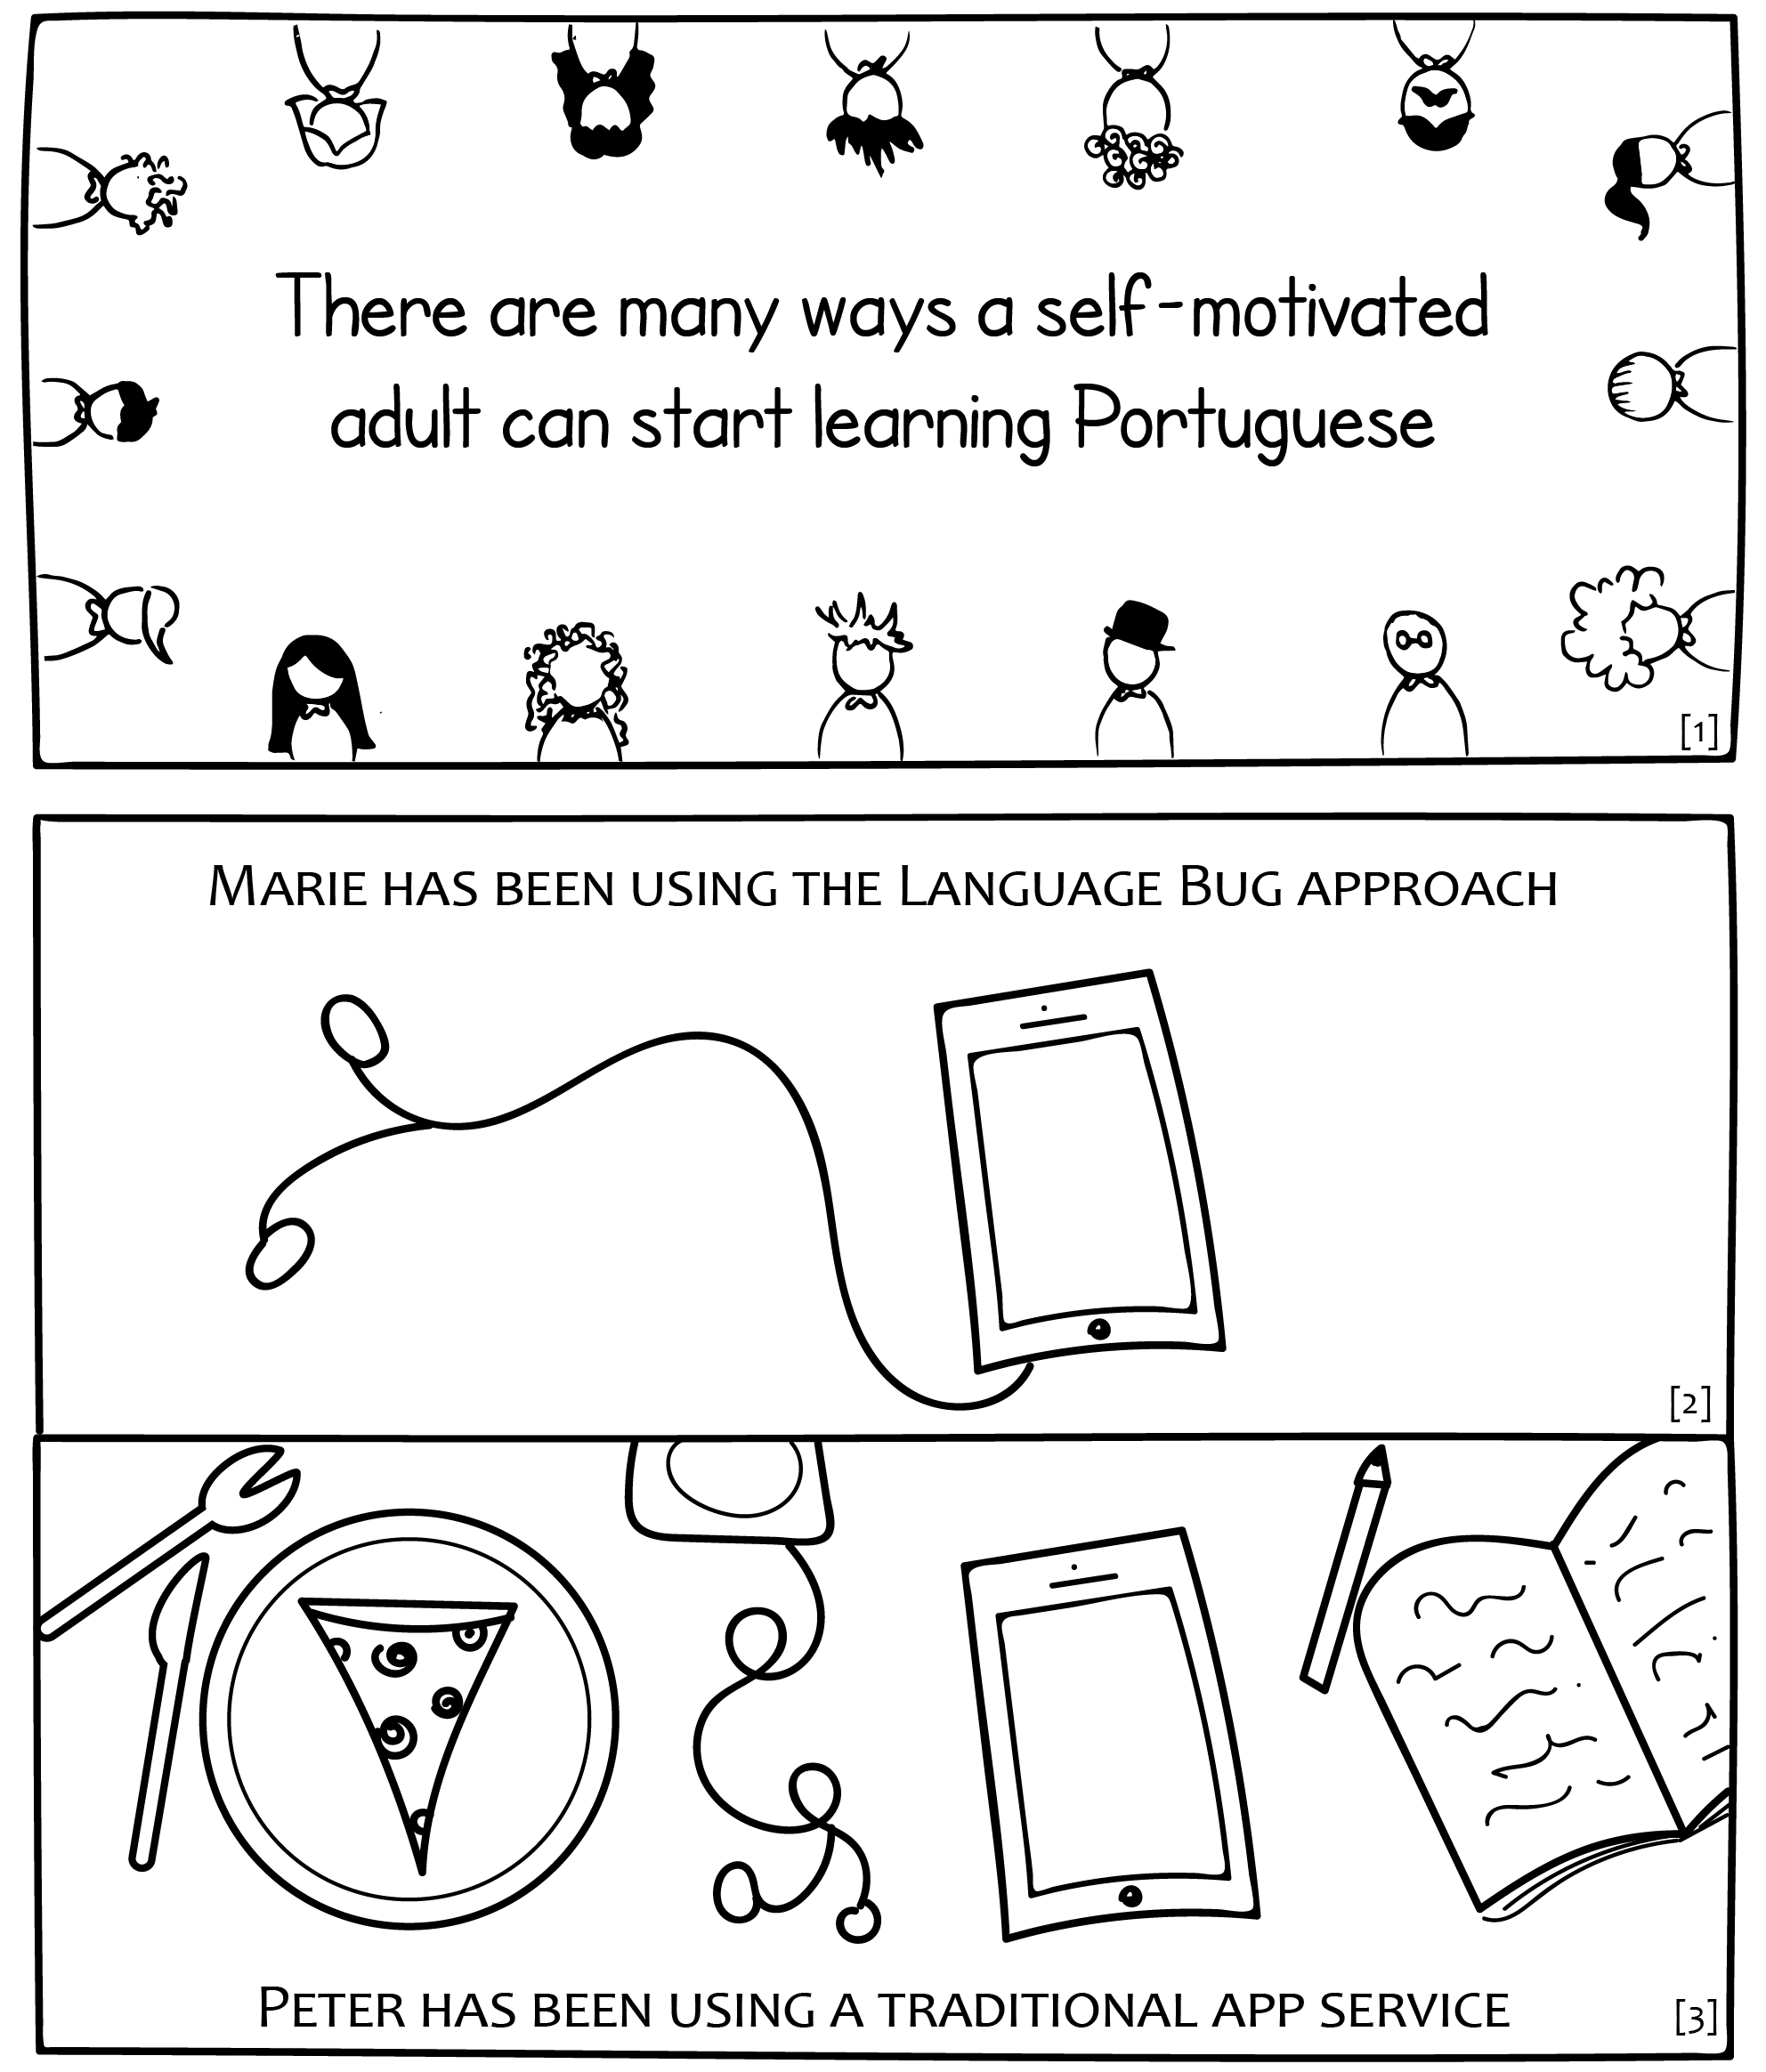 There are many ways a self-motivated
adult can start learning Portuguese
[1]
MARIE HAS BEEN USING THE LANGUAGE BUG APPROACH
[2]
PETER HAS BEEN USING A TRADITIONAL APP SERVICE
[3]